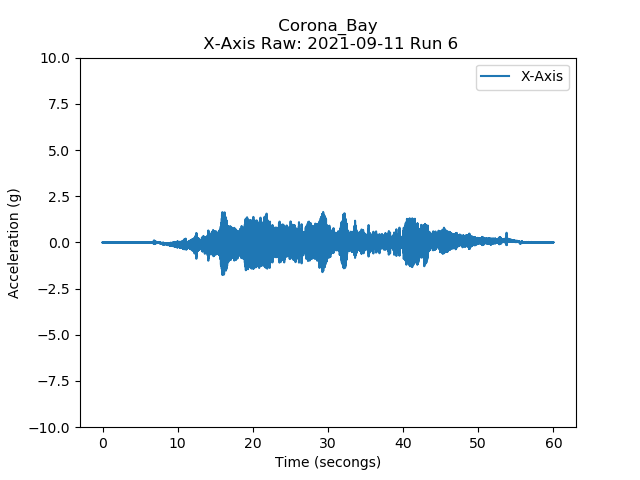 Corona_Bay
X-Axis Raw: 2021-09-11 Run 6
X-Axis
10.0
7.5
5.0
2.5
0.0
−2.5
−5.0
−7.5
−10.0
Acceleration (g)
0 10 20 30 40 50 60
Time (secongs)